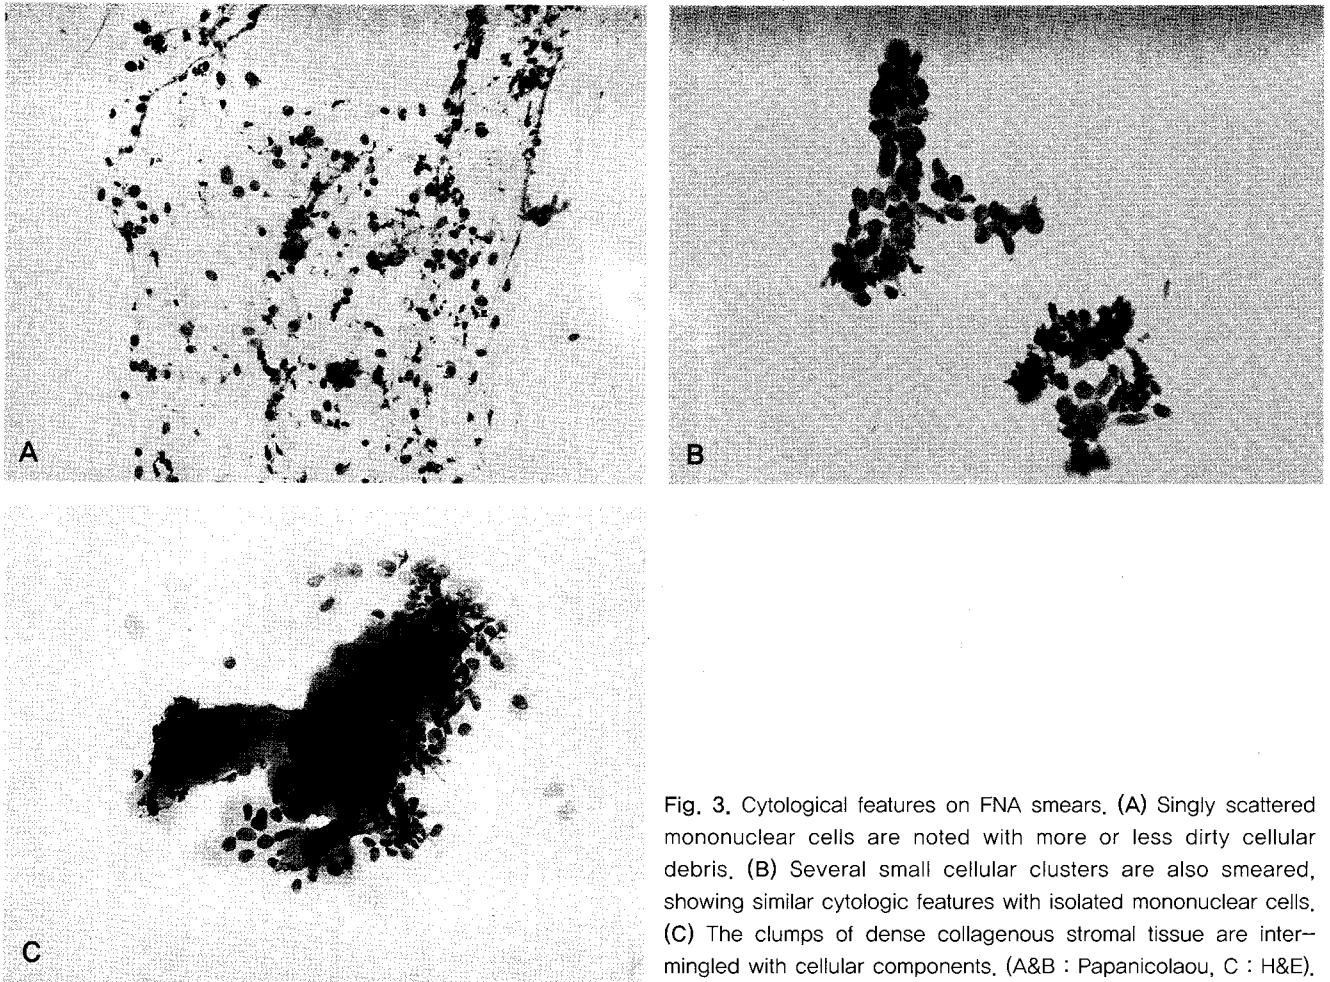 A
B
C
Fig. 3. Cytological features on FNA smears. (A) Singly scattered
mononuclear cells are noted with more or less dirty cellular
debris. (B) Several small cellular clusters are also smeared,
showing similar cytologic features with isolated mononuclear cells.
(C) The clumps of dense collagenous stromal tissue are inter-
mingled with cellular components. (A&B : Papanicolaou, C : H&E).